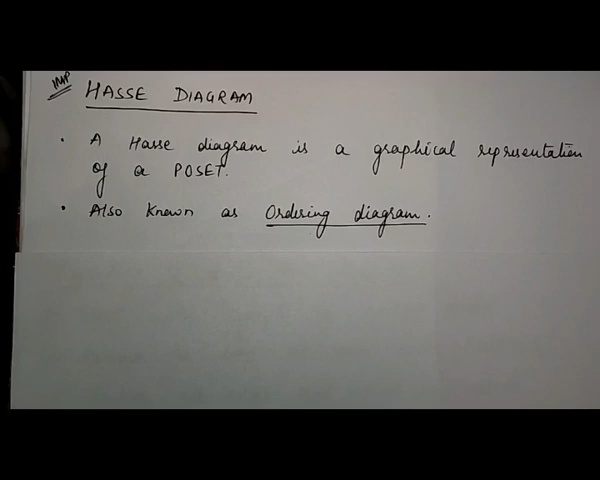 IMP
HASSE DIAGRAM
• A Hasse diagram is a graphical representation
of a POSET.
• Also known as Ordering diagram.